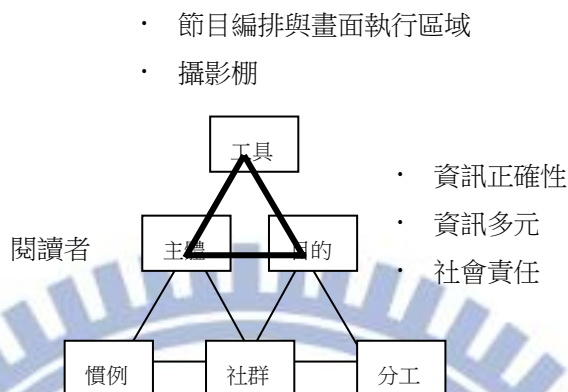 · 節目編排與畫面執行區域
· 攝影棚
工具
· 資訊正確性
· 資訊多元
· 社會責任
閱讀者
主體
目的
慣例
社群
分工